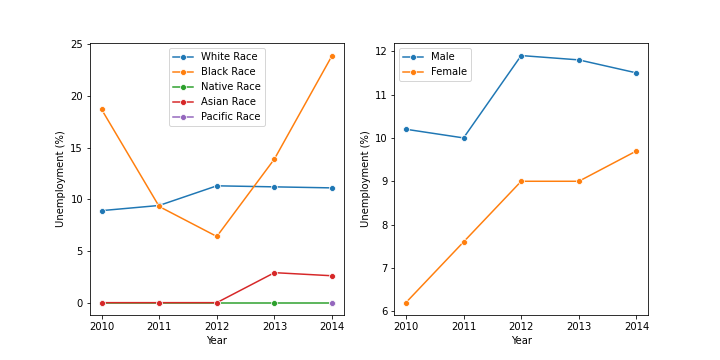 25
20
15
10
5
0
Unemployment (%)
White Race
Black Race
Native Race
Asian Race
Pacific Race
2010 2011 2012 2013 2014
Year
12
11
10
9
8
7
6
Unemployment (%)
Male
Female
2010 2011 2012 2013 2014
Year